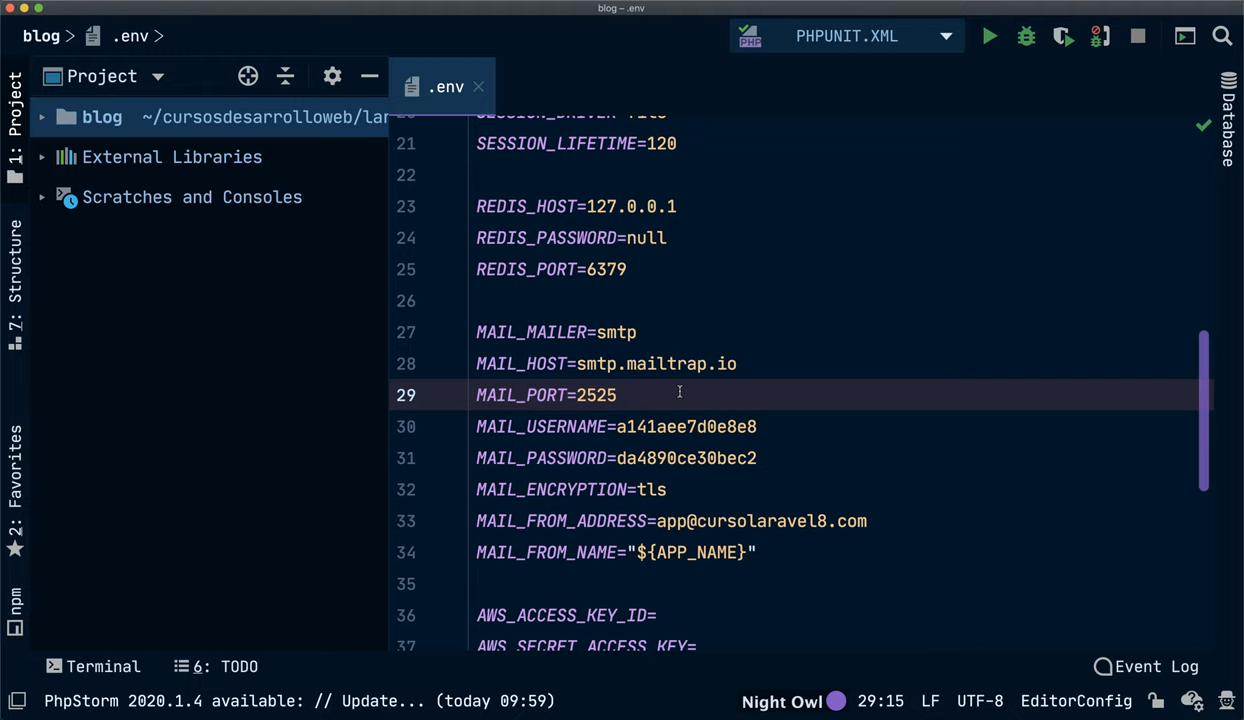 blog – .env
blog > .env >
PHPUNIT.XML
1: Project
7: Structure
2: Favorites
npm
Project
blog ~/cursosdesarrolloweb/lar
External Libraries
Scratches and Consoles
.env
21 SESSION_LIFETIME=120
22
23 REDIS_HOST=127.0.0.1
24 REDIS_PASSWORD=null
25 REDIS_PORT=6379
26
27 MAIL_MAILER=smtp
28 MAIL_HOST=smtp.mailtrap.io
29 MAIL_PORT=2525
30 MAIL_USERNAME=a141aee7d0e8e8
31 MAIL_PASSWORD=da4890ce30bec2
32 MAIL_ENCRYPTION=tls
33 MAIL_FROM_ADDRESS=app@cursolaravel8.com
34 MAIL_FROM_NAME="${APP_NAME}"
35
36 AWS_ACCESS_KEY_ID=
37 AWS_SECRET_ACCESS_KEY=
Database
Terminal
6: TODO
Event Log
PhpStorm 2020.1.4 available: // Update... (today 09:59)
Night Owl
29:15
LF
UTF-8
EditorConfig